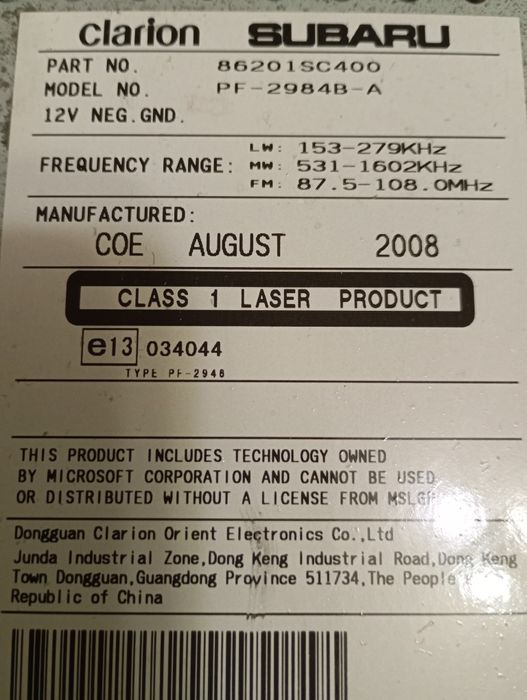 clarion SUBARU
PART NO. 86201SC400
MODEL NO. PF-2984B-A
12V NEG.GND.
LW: 153-279KHz
FREQUENCY RANGE: MW: 531-1602KHz
FM: 87.5-108.0MHz
MANUFACTURED:
COE AUGUST 2008
CLASS 1 LASER PRODUCT
e13 034044
TYPE PF-2948
THIS PRODUCT INCLUDES TECHNOLOGY OWNED
BY MICROSOFT CORPORATION AND CANNOT BE USED
OR DISTRIBUTED WITHOUT A LICENSE FROM MSLGP
Dongguan Clarion Orient Electronics Co.,Ltd
Junda Industrial Zone,Dong Keng Industrial Road,Dong Keng
Town Dongguan,Guangdong Province 511734,The People
Republic of China